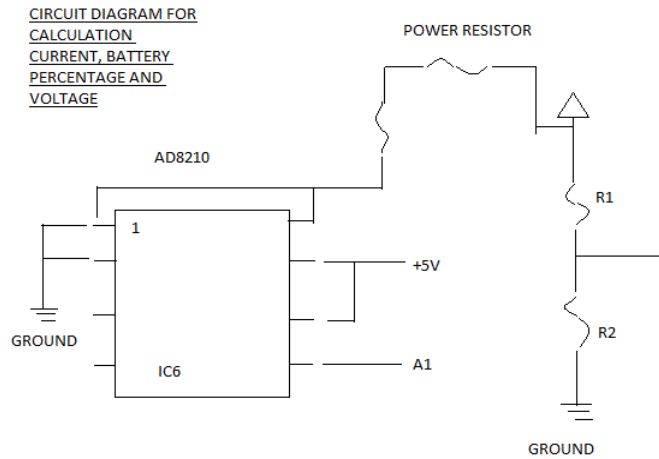 CIRCUIT DIAGRAM FOR
CALCULATION
CURRENT, BATTERY
PERCENTAGE AND
VOLTAGE
POWER RESISTOR
AD8210
R1
1
+5V
R2
GROUND
IC6
A1
GROUND